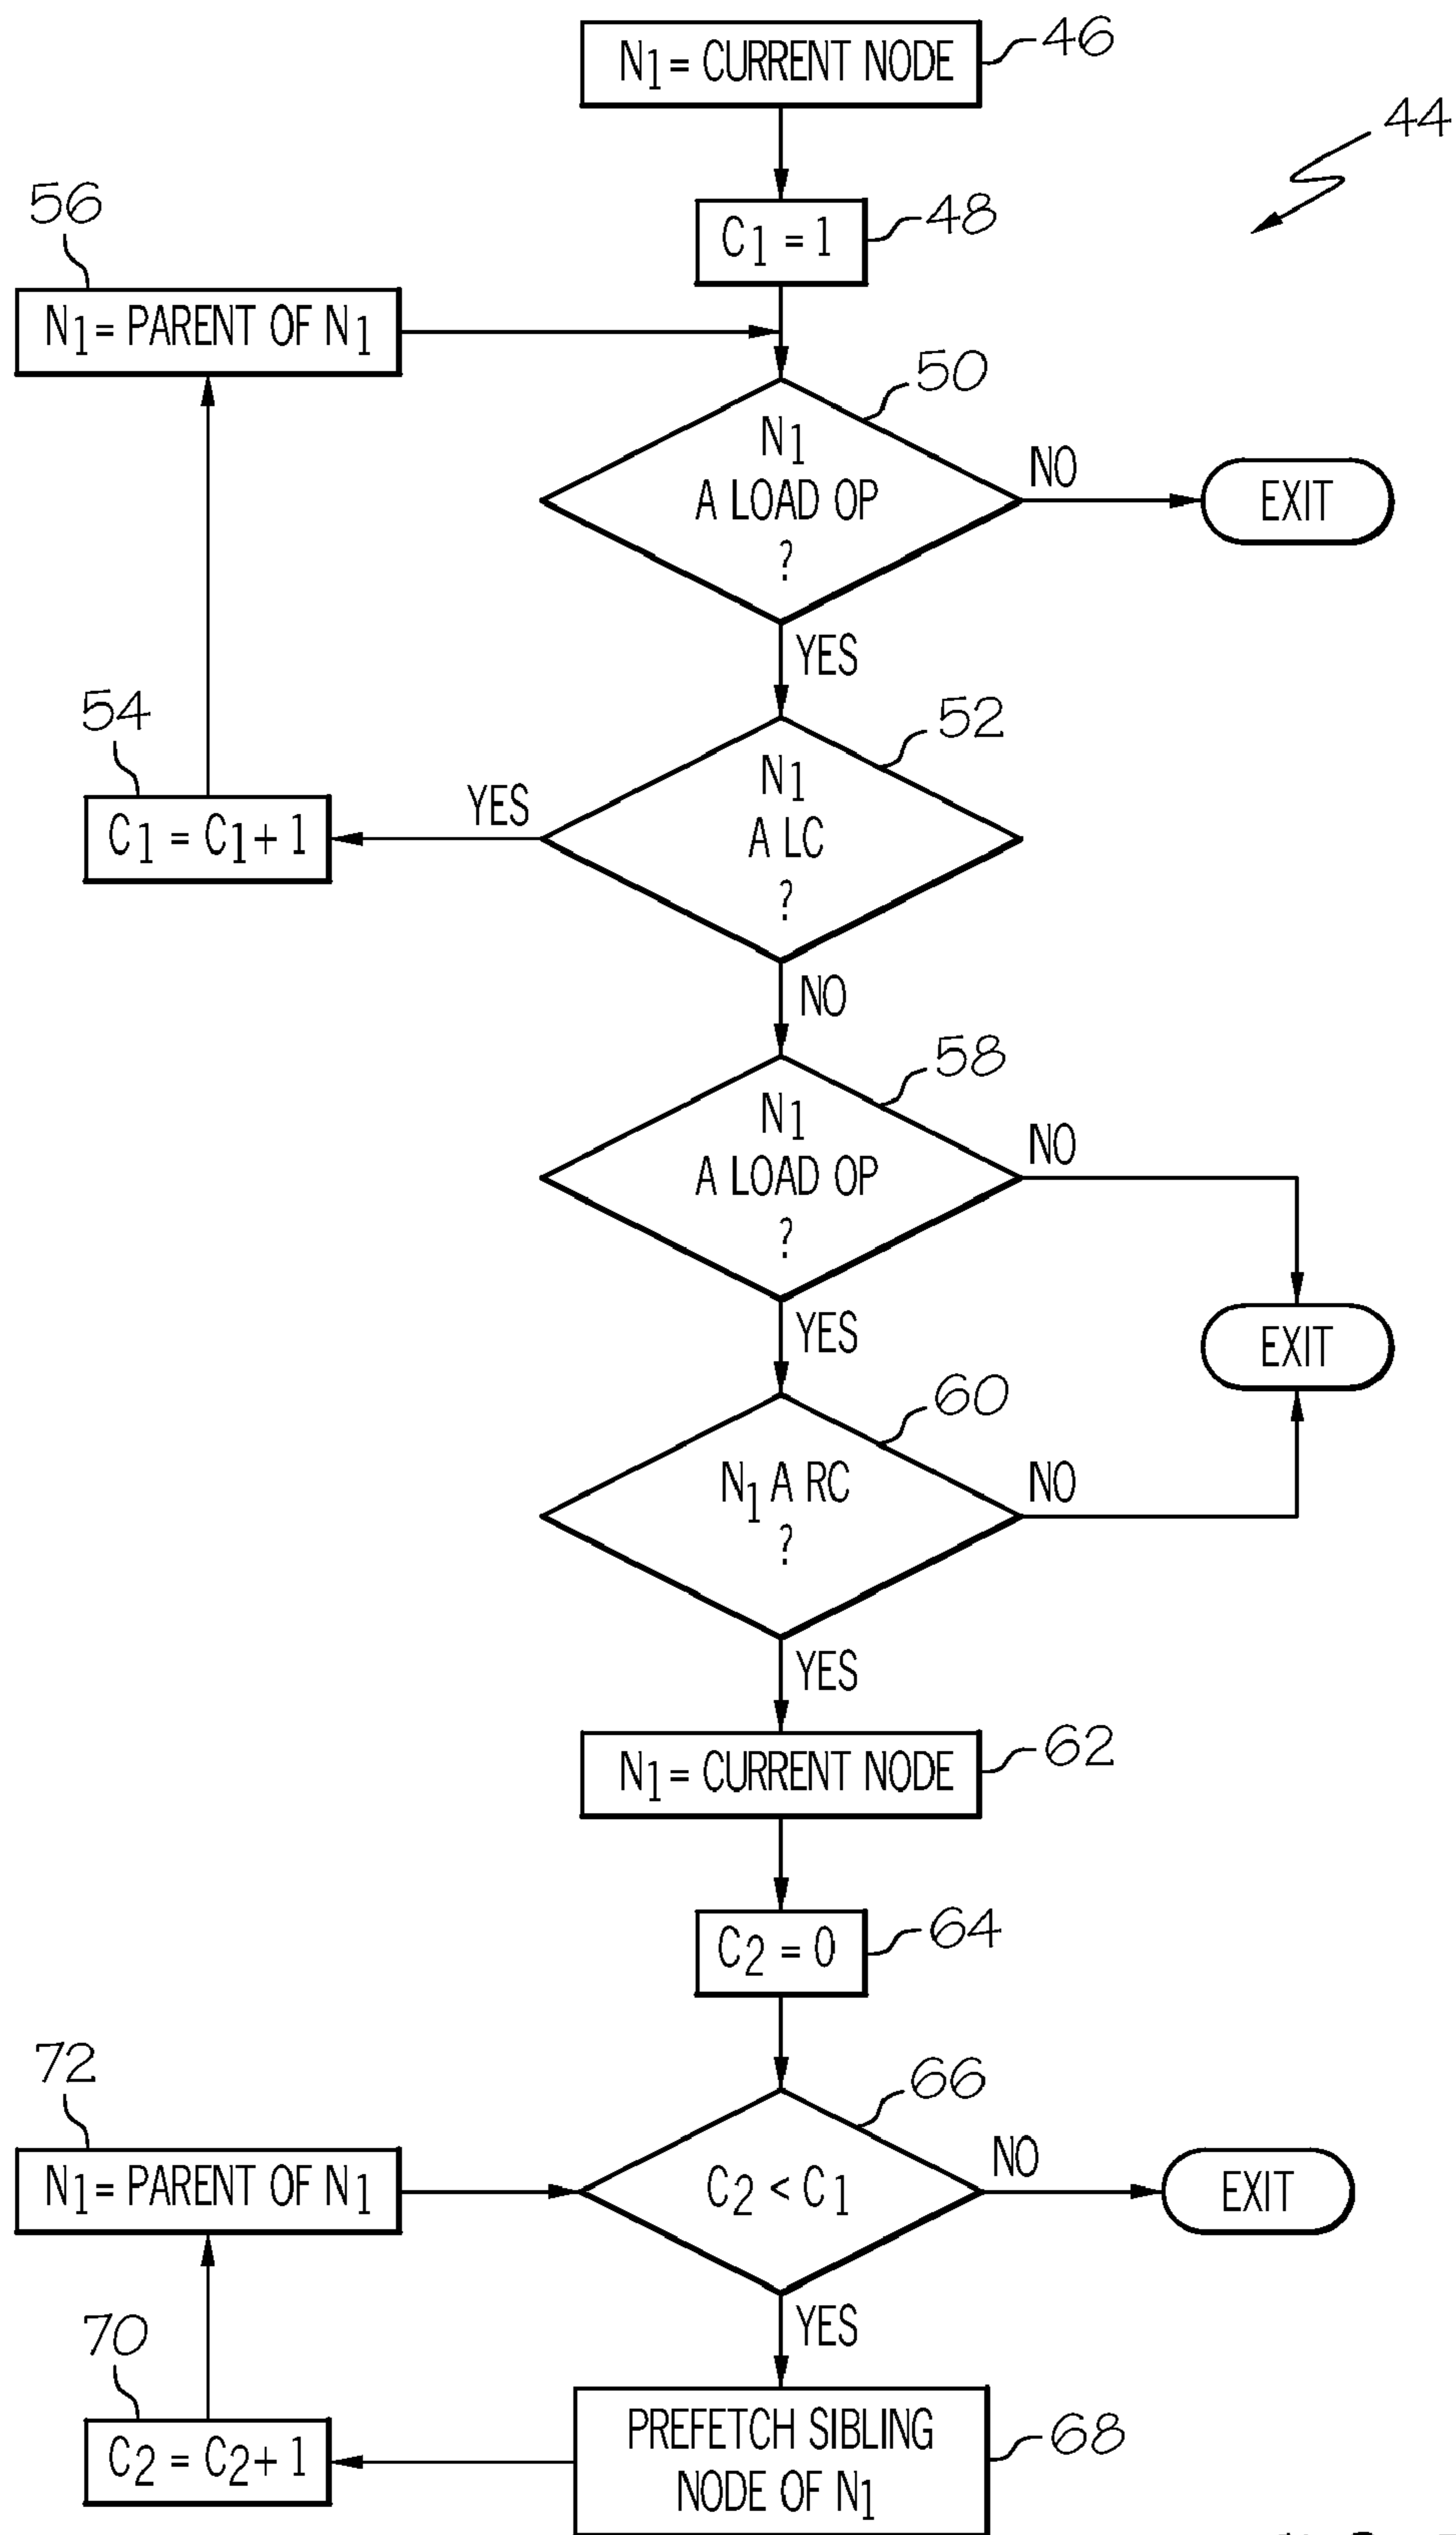 N1 = CURRENT NODE
46
44
C1 = 1
48
56
N1 = PARENT OF N1
50
N1
A LOAD OP
?
NO
EXIT
YES
52
N1
A LC
?
YES
54
C1 = C1 + 1
NO
58
N1
A LOAD OP
?
NO
EXIT
YES
60
N1 A RC
?
NO
YES
N1 = CURRENT NODE
62
C2 = 0
64
72
N1 = PARENT OF N1
66
C2 < C1
NO
EXIT
YES
70
C2 = C2 + 1
PREFETCH SIBLING
NODE OF N1
68